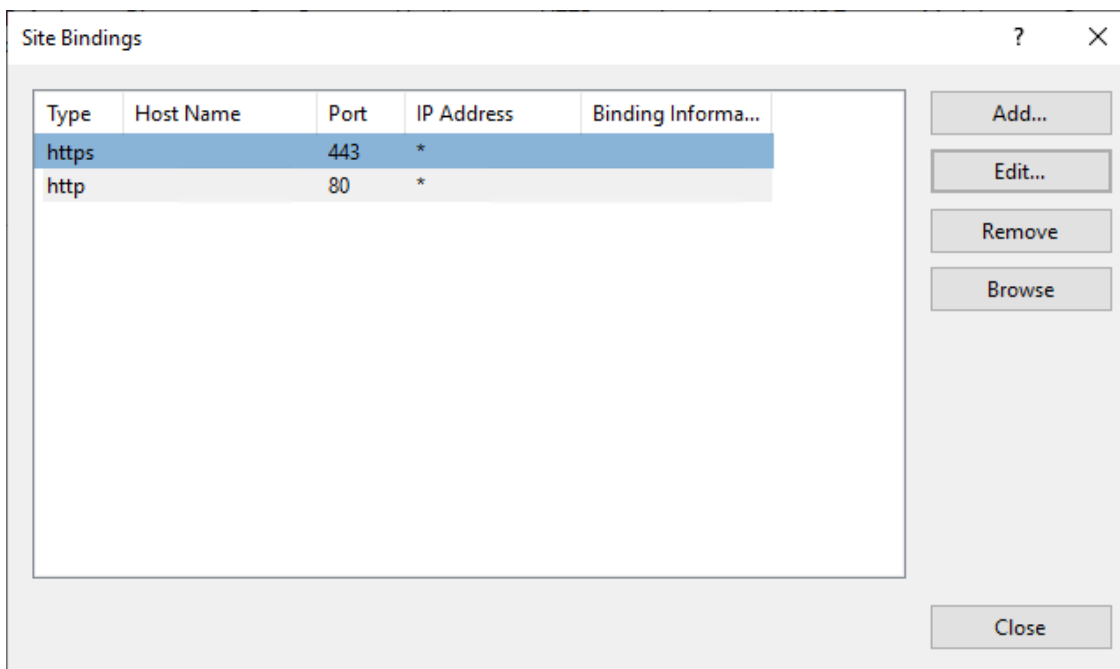 Site Bindings ? X
Type Host Name Port IP Address Binding Informa... Add...
https 443 *
http 80 * Edit...
Remove
Browse
Close